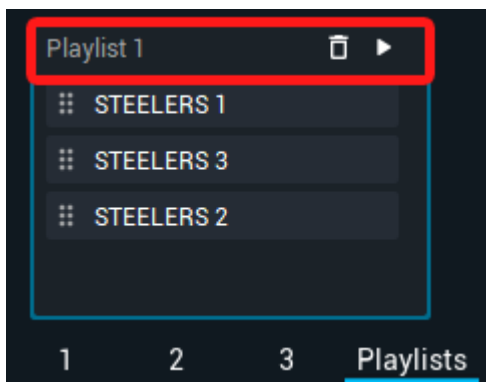 Playlist 1
STEELERS 1
STEELERS 3
STEELERS 2
1 2 3 Playlists